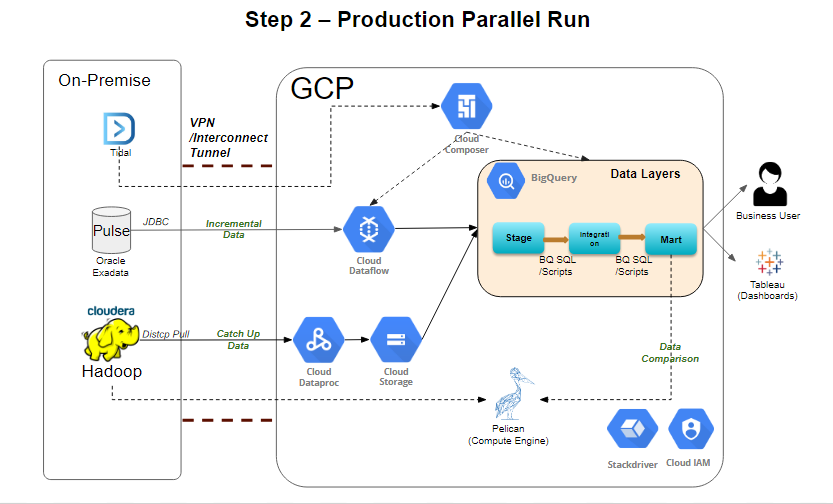 Step 2 – Production Parallel Run
On-Premise
GCP
VPN
/Interconnect
Tunnel
Tidal
Cloud
Composer
BigQuery
Data Layers
Stage
Integrati
on
Mart
BQ SQL
/Scripts
BQ SQL
/Scripts
Business User
Tableau
(Dashboards)
Pulse
JDBC
Incremental
Data
Oracle
Exadata
Cloud
Dataflow
cloudera
Hadoop
Distcp Pull
Catch Up
Data
Cloud
Dataproc
Cloud
Storage
Data
Comparison
Pelican
(Compute Engine)
Stackdriver
Cloud IAM